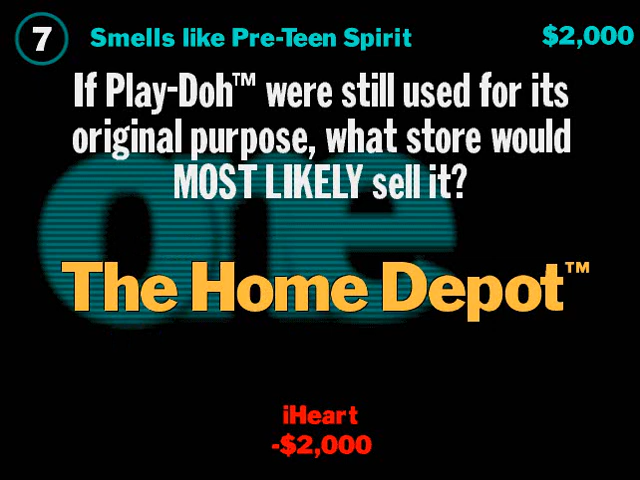 7 Smells like Pre-Teen Spirit $2,000
If Play-Doh™ were still used for its
original purpose, what store would
MOST LIKELY sell it?
one
The Home Depot™
iHeart
-$2,000